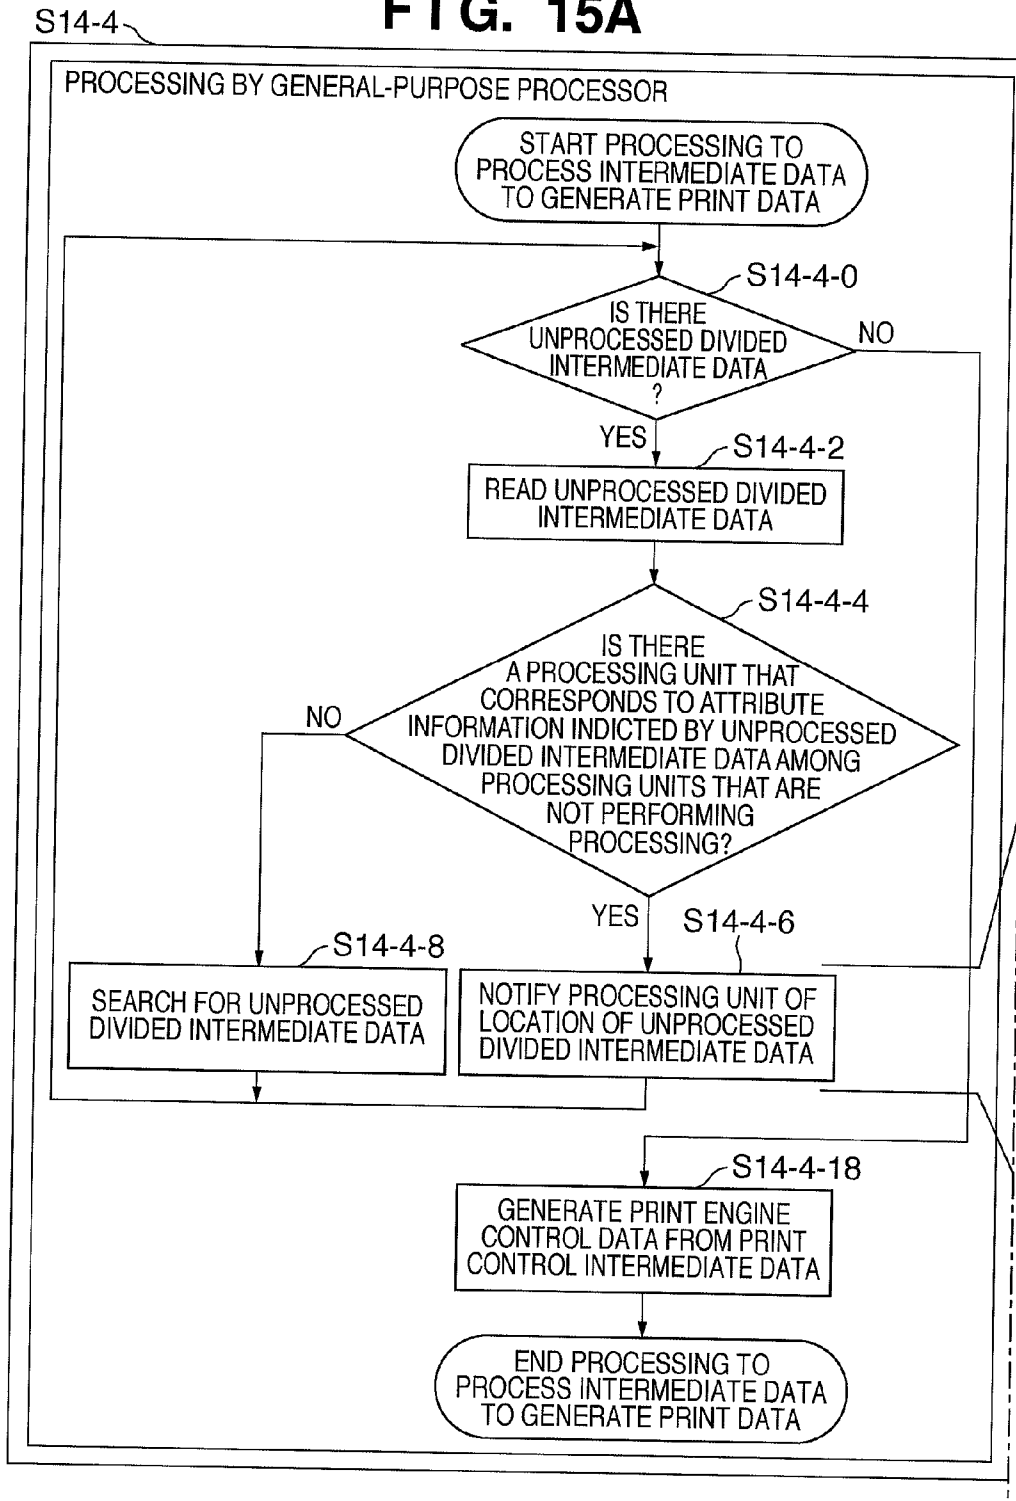 FIG. 15A
S14-4
PROCESSING BY GENERAL-PURPOSE PROCESSOR
START PROCESSING TO
PROCESS INTERMEDIATE DATA
TO GENERATE PRINT DATA
S14-4-0
IS THERE
UNPROCESSED DIVIDED
INTERMEDIATE DATA
?
NO
YES
S14-4-2
READ UNPROCESSED DIVIDED
INTERMEDIATE DATA
S14-4-4
IS THERE
A PROCESSING UNIT THAT
CORRESPONDS TO ATTRIBUTE
INFORMATION INDICTED BY UNPROCESSED
DIVIDED INTERMEDIATE DATA AMONG
PROCESSING UNITS THAT ARE
NOT PERFORMING
PROCESSING?
NO
YES
S14-4-6
S14-4-8
SEARCH FOR UNPROCESSED
DIVIDED INTERMEDIATE DATA
NOTIFY PROCESSING UNIT OF
LOCATION OF UNPROCESSED
DIVIDED INTERMEDIATE DATA
S14-4-18
GENERATE PRINT ENGINE
CONTROL DATA FROM PRINT
CONTROL INTERMEDIATE DATA
END PROCESSING TO
PROCESS INTERMEDIATE DATA
TO GENERATE PRINT DATA